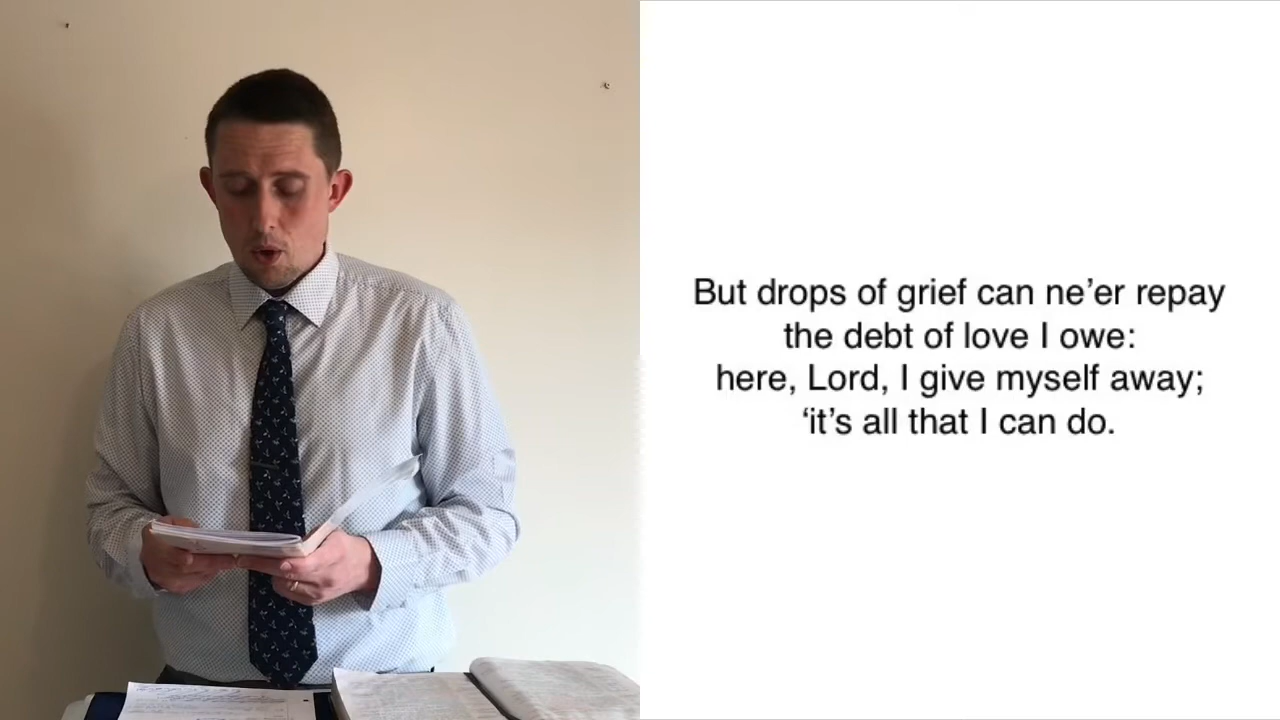 But drops of grief can ne’er repay
the debt of love I owe:
here, Lord, I give myself away;
‘it’s all that I can do.